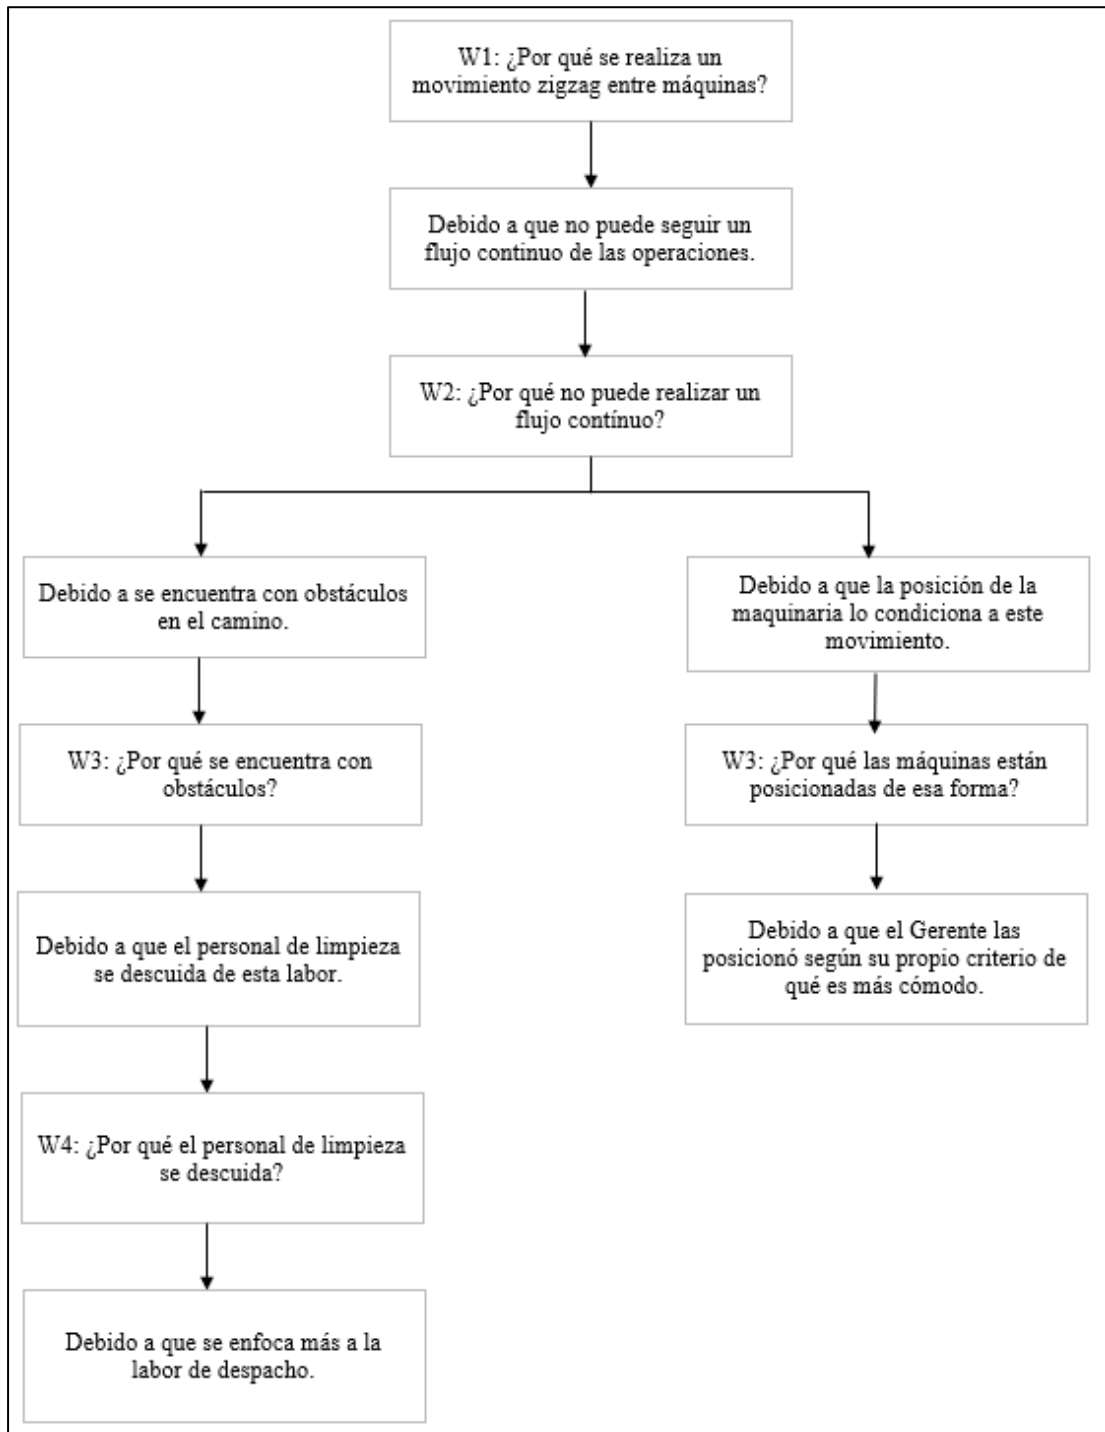 W1: ¿Por qué se realiza un
movimiento zigzag entre máquinas?
Debido a que no puede seguir un
flujo continuo de las operaciones.
W2: ¿Por qué no puede realizar un
flujo contínuo?
Debido a se encuentra con obstáculos
en el camino.
W3: ¿Por qué se encuentra con
obstáculos?
Debido a que el personal de limpieza
se descuida de esta labor.
W4: ¿Por qué el personal de limpieza
se descuida?
Debido a que se enfoca más a la
labor de despacho.
Debido a que la posición de la
maquinaria lo condiciona a este
movimiento.
W3: ¿Por qué las máquinas están
posicionadas de esa forma?
Debido a que el Gerente las
posicionó según su propio criterio de
qué es más cómodo.